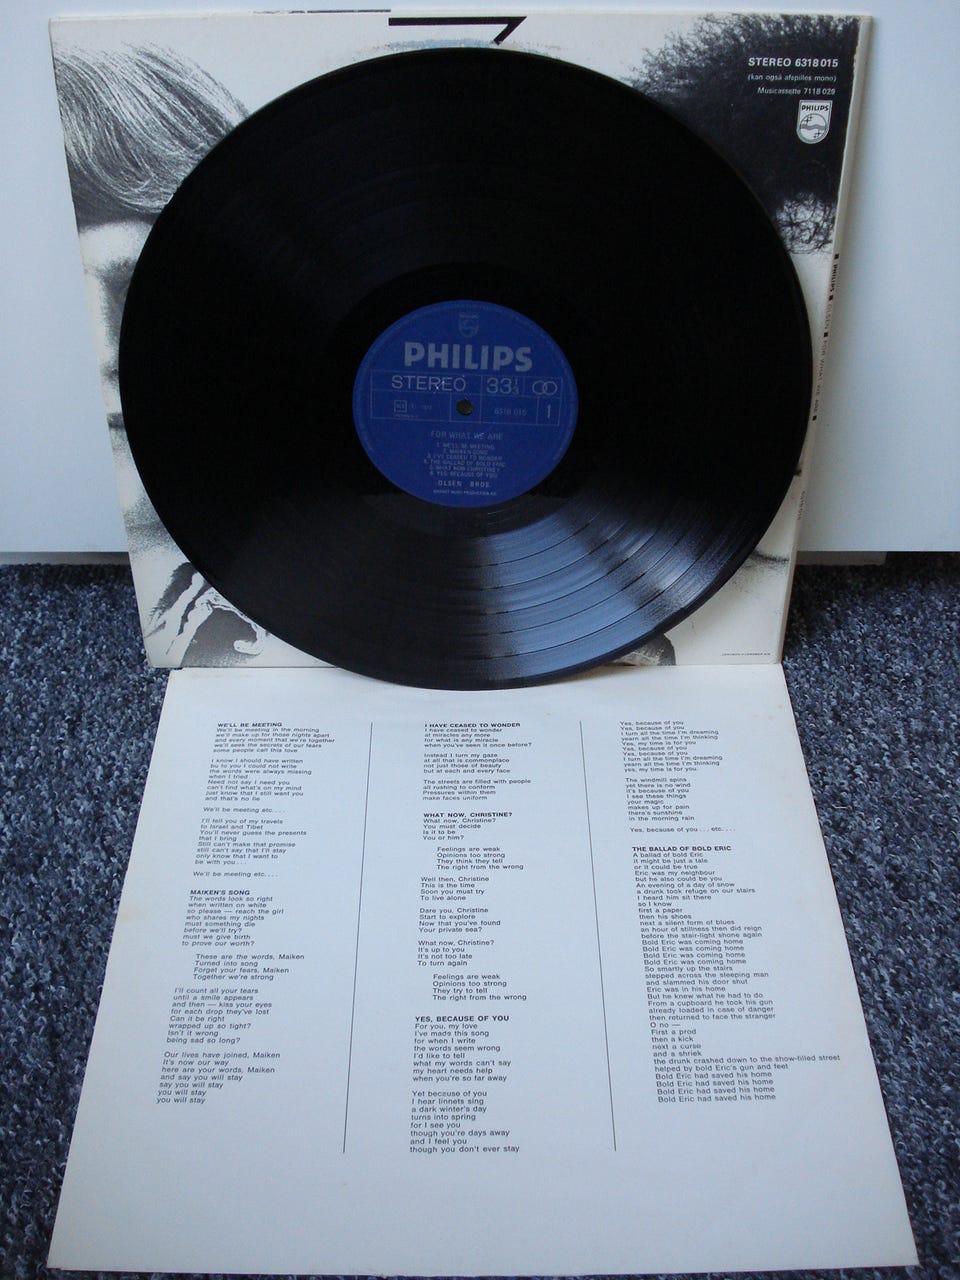 STEREO 6318015
(kan også afspilles mono)
Musicassette 7118 029
PHILIPS
PHILIPS
STEREO
33⅓
6318 015
1
FOR WHAT WE ARE
1. WE'LL BE MEETING
2. MAIKEN SONG
3. I'VE CEASED TO WONDER
4. THE BALLAD OF BOLD ERIC
5. WHAT NOW CHRISTINE?
6. YES BECAUSE OF YOU
OLSEN BROS.
WE'LL BE MEETING
We'll be meeting in the morning
we'll make up for those nights apart
and every moment that we're together
we'll seek the secrets of our fears
some people call this love
I know I should have written
bu to you I could not write
the words were always missing
when I tried
Need not say I need you
can't find what's on my mind
just know that I still want you
and that's no lie
We'll be meeting etc....
I'll tell you of my travels
to Israel and Tibet
You'll never guess the presents
that I bring
Still can't make that promise
still can't say that I'll stay
only know that I want to
be with you...
We'll be meeting etc....
MAIKEN'S SONG
The words look so right
when written on white
so please — reach the girl
who shares my nights
must something die
before we'll try?
must we give birth
to prove our worth?
These are the words, Maiken
Turned into song
Forget your fears, Maiken
Together we're strong
I'll count all your tears
until a smile appears
and then — kiss your eyes
for each drop they've lost
Can it be right
wrapped up so tight?
Isn't it wrong
being sad so long?
Our lives have joined, Maiken
It's now our way
here are your words, Maiken
and say you will stay
say you will stay
you will stay
you will stay
I HAVE CEASED TO WONDER
I have ceased to wonder
at miracles any more
for what is any miracle
when you've seen it once before?
Instead I turn my gaze
at all that is commonplace
not just those of beauty
but at each and every face
The streets are filled with people
all rushing to conform
Pressures within them
make faces uniform
WHAT NOW, CHRISTINE?
What now, Christine?
You must decide
Is it to be
You or him?
Feelings are weak
Opinions too strong
They think they tell
The right from the wrong
Well then, Christine
This is the time
Soon you must try
To live alone
Dare you, Christine
Start to explore
Now that you've found
Your private sea?
What now, Christine?
It's up to you
It's not too late
To turn again
Feelings are weak
Opinions too strong
They try to tell
The right from the wrong
YES, BECAUSE OF YOU
For you, my love
I've made this song
for when I write
the words seem wrong
I'd like to tell
what my words can't say
my heart needs help
when you're so far away
Yet because of you
I hear linnets sing
a dark winter's day
turns into spring
for I see you
though you're days away
and I feel you
though you don't ever stay
Yes, because of you
Yes, because of you
I turn all the time I'm dreaming
yearn all the time I'm thinking
Yes, my time is for you
Yes, because of you
Yes, because of you
I turn all the time I'm dreaming
yearn all the time I'm thinking
yes, my time is for you.
The windmill spins
yet there is no wind
it's because of you
I see these things
your magic
makes up for pain
there's sunshine
in the morning rain
Yes, because of you... etc....
THE BALLAD OF BOLD ERIC
A ballad of bold Eric
it might be just a tale
or it could be true
Eric was my neighbour
but he also could be you
An evening of a day of snow
a drunk took refuge on our stairs
I heard him sit there
so I know
first a paper
then his shoes
next a silent form of blues
an hour of stillness then did reign
before the stair-light shone again
Bold Eric was coming home
Bold Eric was coming home
Bold Eric was coming home
Bold Eric was coming home
So smartly up the stairs
stepped across the sleeping man
and slammed his door shut
Eric was in his home
But he knew what he had to do
From a cupboard he took his gun
already loaded in case of danger
then returned to face the stranger
O no —
First a prod
then a kick
next a curse
and a shriek
the drunk crashed down to the show-filled street
helped by bold Eric's gun and feet
Bold Eric had saved his home
Bold Eric had saved his home
Bold Eric had saved his home
Bold Eric had saved his home